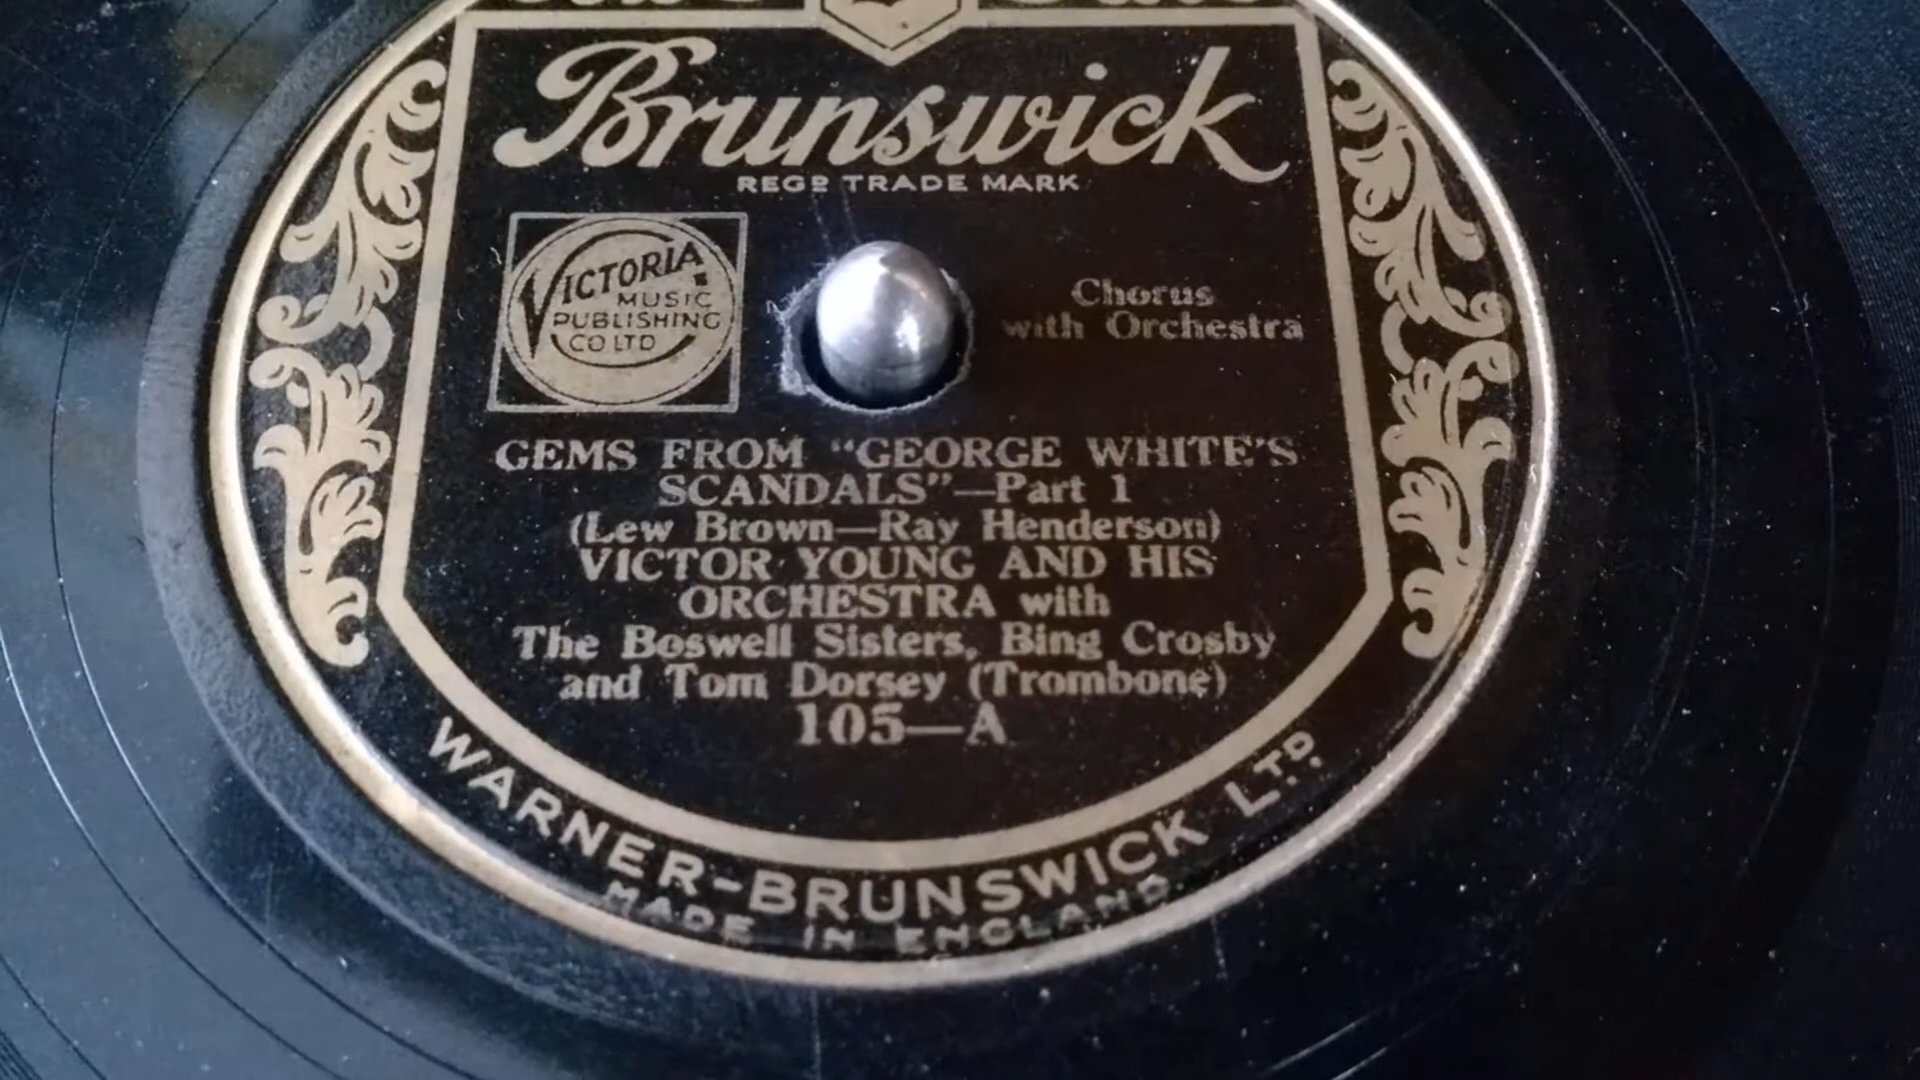 Brunswick
REGD TRADE MARK
VICTORIA
MUSIC
PUBLISHING
CO LTD
Chorus
with Orchestra
GEMS FROM “GEORGE WHITE'S
SCANDALS”—Part 1
(Lew Brown—Ray Henderson)
VICTOR YOUNG AND HIS
ORCHESTRA with
The Boswell Sisters, Bing Crosby
and Tom Dorsey (Trombone)
105—A
WARNER-BRUNSWICK LTD.
MADE IN ENGLAND